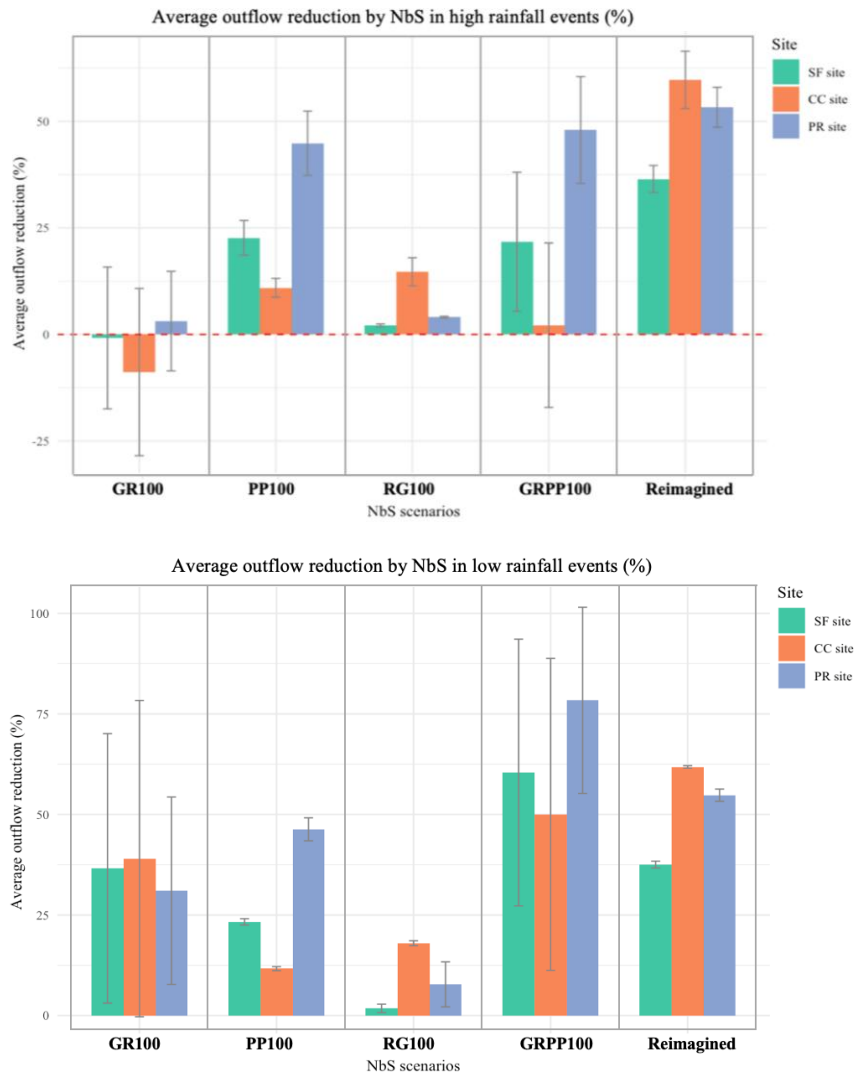 Average outflow reduction by NbS in high rainfall events (%)
Average outflow reduction (%)
50
25
0
-25
GR100 PP100 RG100 GRPP100 Reimagined
NbS scenarios
Site
SF site
CC site
PR site
Average outflow reduction by NbS in low rainfall events (%)
Average outflow reduction (%)
100
75
50
25
0
GR100 PP100 RG100 GRPP100 Reimagined
NbS scenarios
Site
SF site
CC site
PR site